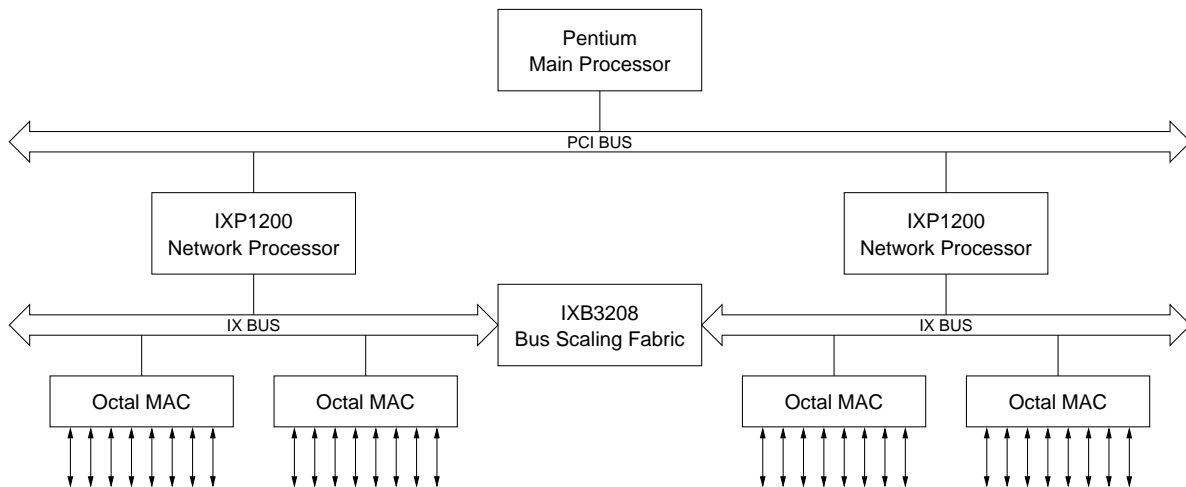 Pentium
Main Processor
PCI BUS
IXP1200
Network Processor
IXP1200
Network Processor
IX BUS
IXB3208
Bus Scaling Fabric
IX BUS
Octal MAC
Octal MAC
Octal MAC
Octal MAC